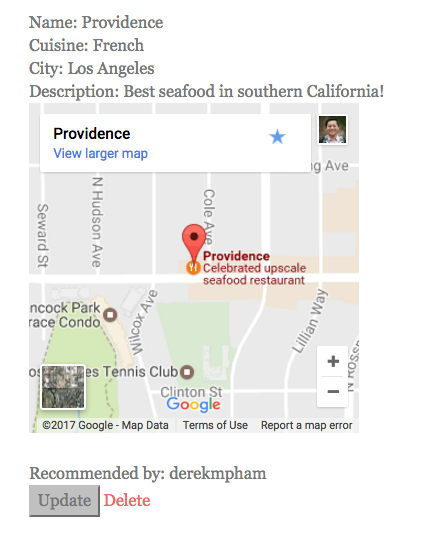 Name: Providence
Cuisine: French
City: Los Angeles
Description: Best seafood in southern California!
Providence
View larger map
ng Ave
N Hudson Ave
Cole Ave
Seward St
Providence
Celebrated upscale
seafood restaurant
ncock Park
race Condo
Wilcox Ave
Lillian Way
N Ross
es Tennis Club
Clinton St
Google
+
−
©2017 Google - Map Data
Terms of Use
Report a map error
Recommended by: derekmpham
Update Delete